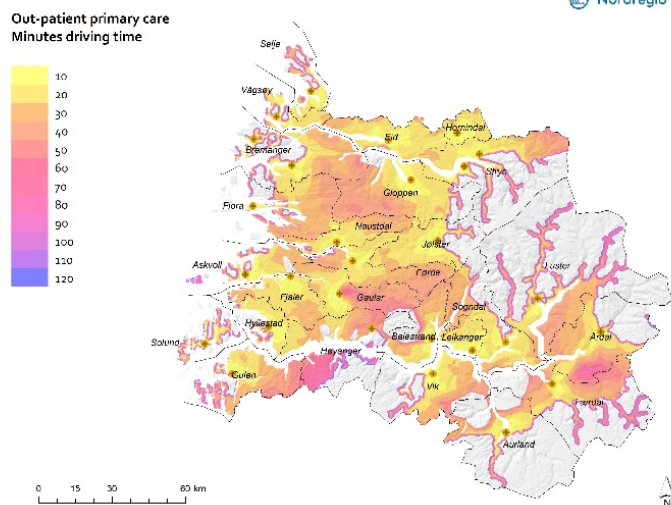 Out-patient primary care
Minutes driving time
Nordregio
10
20
30
40
50
60
70
80
90
100
110
120
Selje
Vågsøy
Hornindal
Eid
Bremanger
Stryn
Gloppen
Flora
Naustdal
Jølster
Askvoll
Førde
Luster
Fjaler
Gaular
Sogndal
Hyllestad
Balestrand
Leikanger
Årdal
Solund
Høyanger
Gulen
Vik
Lærdal
Aurland
0 15 30 60 km
N